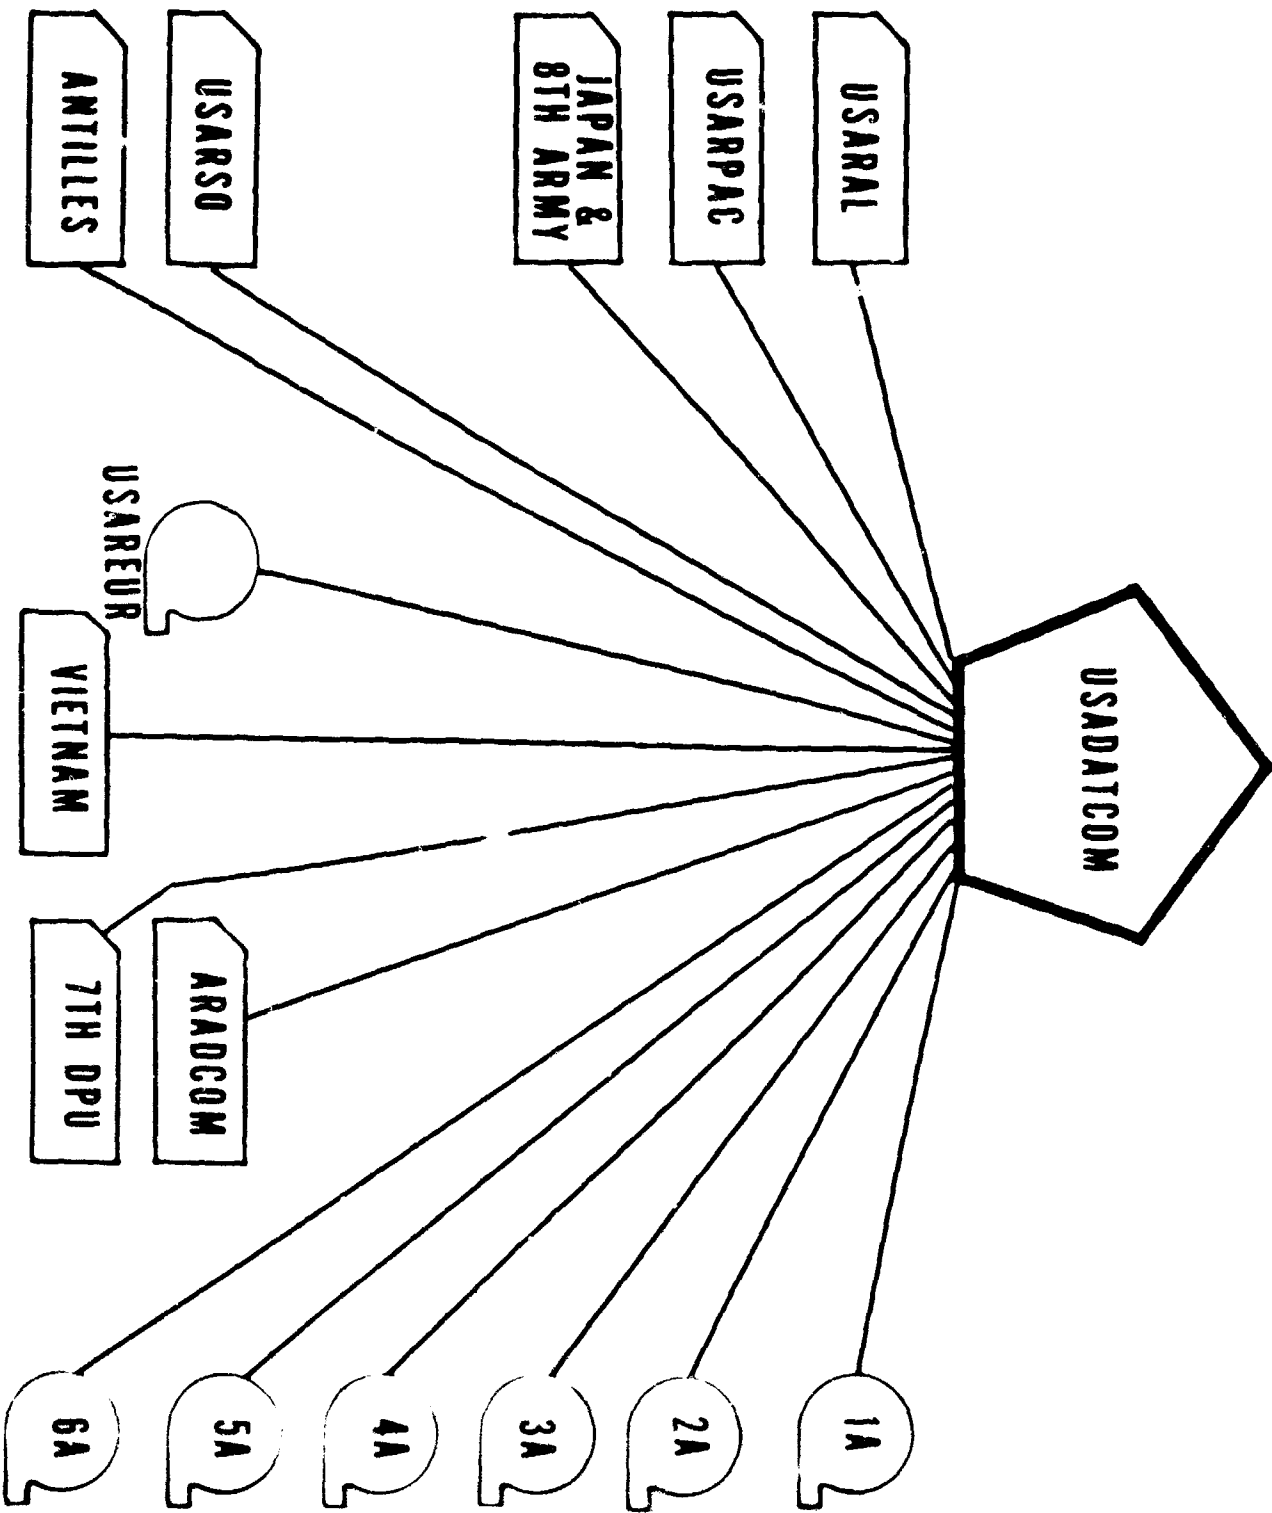 USADATCOM
USARAL
USARPAC
JAPAN &
8TH ARMY
USARSO
ANTILLES
USAREUR
VIETNAM
ARADCOM
7TH DPU
1A
2A
3A
4A
5A
6A